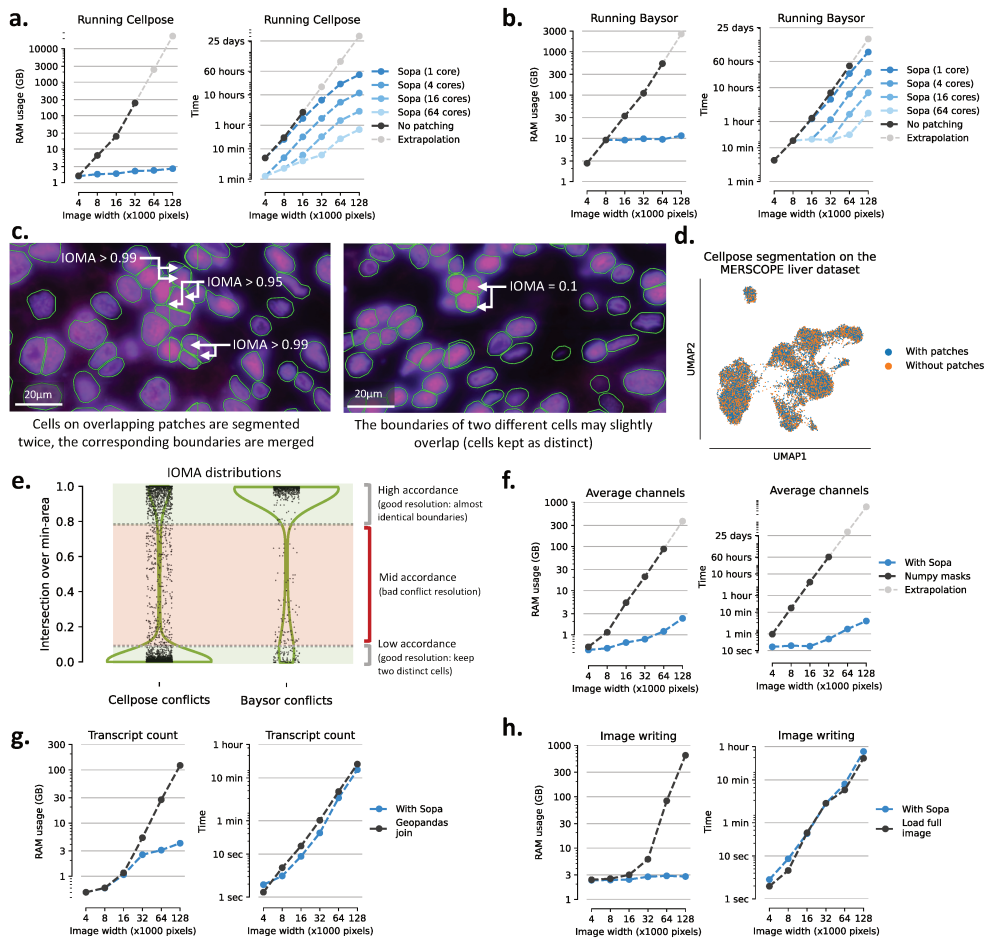 a.
Running Cellpose
RAM usage (GB)
10000
3000
1000
300
100
30
10
3
1
4 8 16 32 64 128
Image width (x1000 pixels)
Running Cellpose
Time
25 days
60 hours
10 hours
1 hour
10 min
1 min
4 8 16 32 64 128
Image width (x1000 pixels)
Sopa (1 core)
Sopa (4 cores)
Sopa (16 cores)
Sopa (64 cores)
No patching
Extrapolation
b.
Running Baysor
RAM usage (GB)
3000
1000
300
100
30
10
3
1
4 8 16 32 64 128
Image width (x1000 pixels)
Running Baysor
Time
25 days
60 hours
10 hours
1 hour
10 min
1 min
4 8 16 32 64 128
Image width (x1000 pixels)
Sopa (1 core)
Sopa (4 cores)
Sopa (16 cores)
Sopa (64 cores)
No patching
Extrapolation
c.
IOMA > 0.99
IOMA > 0.95
IOMA > 0.99
20μm
Cells on overlapping patches are segmented
twice, the corresponding boundaries are merged
IOMA = 0.1
20μm
The boundaries of two different cells may slightly
overlap (cells kept as distinct)
d.
Cellpose segmentation on the
MERSCOPE liver dataset
UMAP2
UMAP1
With patches
Without patches
e.
IOMA distributions
Intersection over min-area
1.0
0.8
0.6
0.4
0.2
0.0
Cellpose conflicts
Baysor conflicts
High accordance
(good resolution: almost
identical boundaries)
Mid accordance
(bad conflict resolution)
Low accordance
(good resolution: keep
two distinct cells)
f.
Average channels
RAM usage (GB)
1000
300
100
30
10
3
1
4 8 16 32 64 128
Image width (x1000 pixels)
Average channels
Time
25 days
60 hours
10 hours
1 hour
10 min
1 min
10 sec
4 8 16 32 64 128
Image width (x1000 pixels)
With Sopa
Numpy masks
Extrapolation
g.
Transcript count
RAM usage (GB)
300
100
30
10
3
1
4 8 16 32 64 128
Image width (x1000 pixels)
Transcript count
Time
1 hour
10 min
1 min
10 sec
1 sec
4 8 16 32 64 128
Image width (x1000 pixels)
With Sopa
Geopandas
join
h.
Image writing
RAM usage (GB)
1000
300
100
30
10
3
1
4 8 16 32 64 128
Image width (x1000 pixels)
Image writing
Time
1 hour
10 min
1 min
10 sec
1 sec
4 8 16 32 64 128
Image width (x1000 pixels)
With Sopa
Load full
image